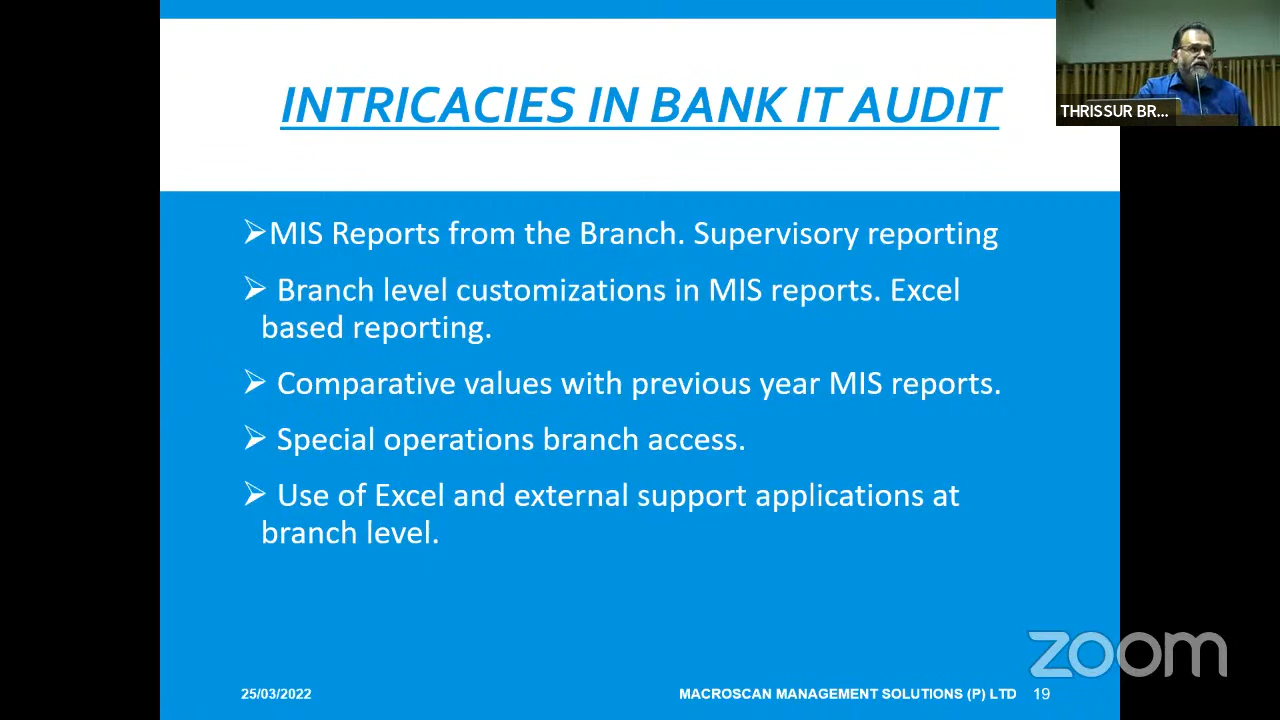 INTRICACIES IN BANK IT AUDIT
THRISSUR BR...
➢MIS Reports from the Branch. Supervisory reporting
➢ Branch level customizations in MIS reports. Excel
based reporting.
➢ Comparative values with previous year MIS reports.
➢ Special operations branch access.
➢ Use of Excel and external support applications at
branch level.
zoom
25/03/2022 MACROSCAN MANAGEMENT SOLUTIONS (P) LTD 19